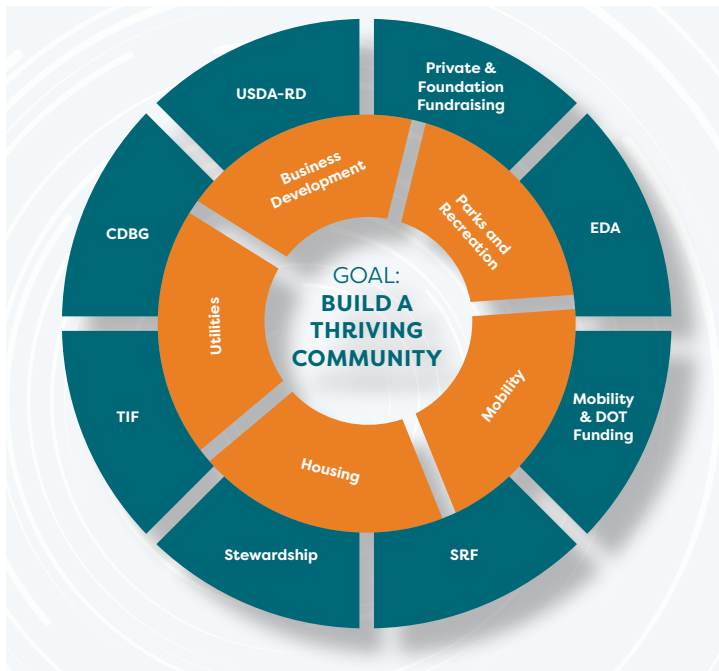 Private &
Foundation
Fundraising
EDA
Mobility
& DOT
Funding
SRF
Stewardship
TIF
CDBG
USDA-RD
Business
Development
Parks and
Recreation
Mobility
Housing
Utilities
GOAL:
BUILD A
THRIVING
COMMUNITY